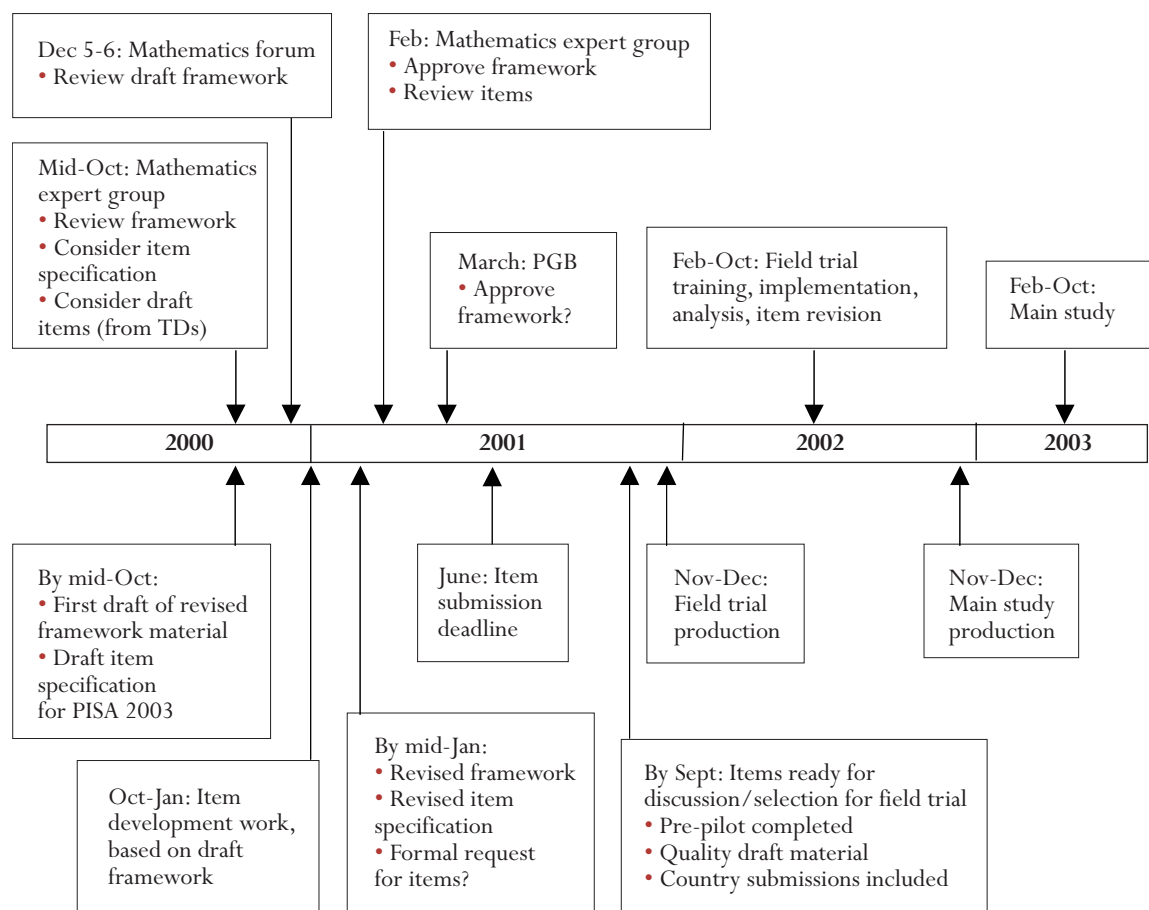 Dec 5-6: Mathematics forum
• Review draft framework
Feb: Mathematics expert group
• Approve framework
• Review items
Mid-Oct: Mathematics
expert group
• Review framework
• Consider item
specification
• Consider draft
items (from TDs)
March: PGB
• Approve
framework?
Feb-Oct: Field trial
training, implementation,
analysis, item revision
Feb-Oct:
Main study
2000
2001
2002
2003
By mid-Oct:
• First draft of revised
framework material
• Draft item
specification
for PISA 2003
June: Item
submission
deadline
Nov-Dec:
Field trial
production
Nov-Dec:
Main study
production
Oct-Jan: Item
development work,
based on draft
framework
By mid-Jan:
• Revised framework
• Revised item
specification
• Formal request
for items?
By Sept: Items ready for
discussion/selection for field trial
• Pre-pilot completed
• Quality draft material
• Country submissions included